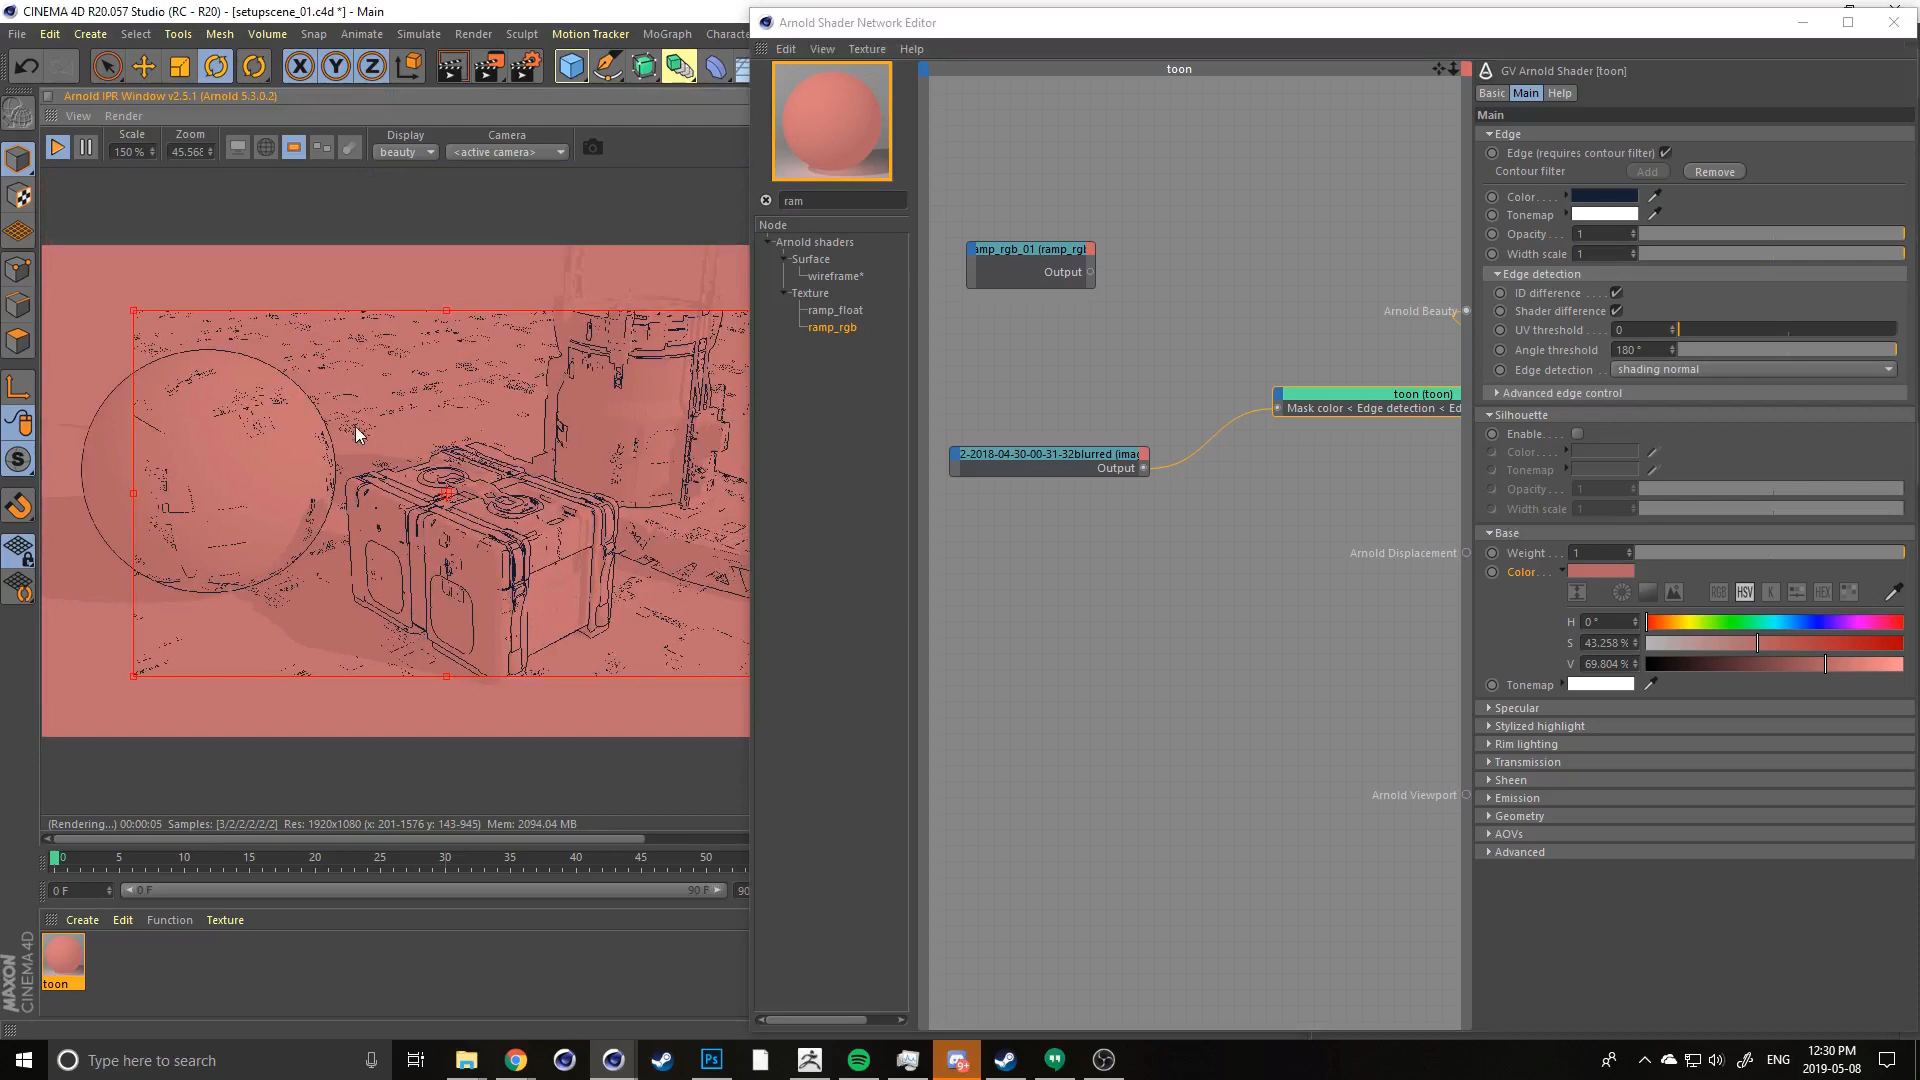 CINEMA 4D R20.057 Studio (RC - R20) - [setupscene_01.c4d *] - Main
File Edit Create Select Tools Mesh Volume Snap Animate Simulate Render Sculpt Motion Tracker MoGraph Characte
Arnold IPR Window v2.5.1 (Arnold 5.3.0.2)
View Render
Scale Zoom Display Camera
150 % 45.568 beauty <active camera>
(Rendering...) 00:00:05 Samples: [3/2/2/2/2/2] Res: 1920x1080 (x: 201-1576 y: 143-945) Mem: 2094.04 MB
0 5 10 15 20 25 30 35 40 45 50
0 F 0 F 90 F 90
Create Edit Function Texture
toon
MAXON
CINEMA 4D
Arnold Shader Network Editor
Edit View Texture Help
ram
Node
Arnold shaders
Surface
wireframe*
Texture
ramp_float
ramp_rgb
toon
amp_rgb_01 (ramp_rgb
Output
Arnold Beauty
toon (toon)
Mask color < Edge detection < Ed
2-2018-04-30-00-31-32blurred (imag
Output
Arnold Displacement
Arnold Viewport
GV Arnold Shader [toon]
Basic Main Help
Main
Edge
Edge (requires contour filter)
Contour filter Add Remove
Color
Tonemap
Opacity 1
Width scale 1
Edge detection
ID difference
Shader difference
UV threshold 0
Angle threshold 180 °
Edge detection shading normal
Advanced edge control
Silhouette
Enable
Color
Tonemap
Opacity 1
Width scale 1
Base
Weight 1
Color
RGB HSV K HEX
H 0 °
S 43.258 %
V 69.804 %
Tonemap
Specular
Stylized highlight
Rim lighting
Transmission
Sheen
Emission
Geometry
AOVs
Advanced
Type here to search
Ps
9+
ENG
12:30 PM
2019-05-08